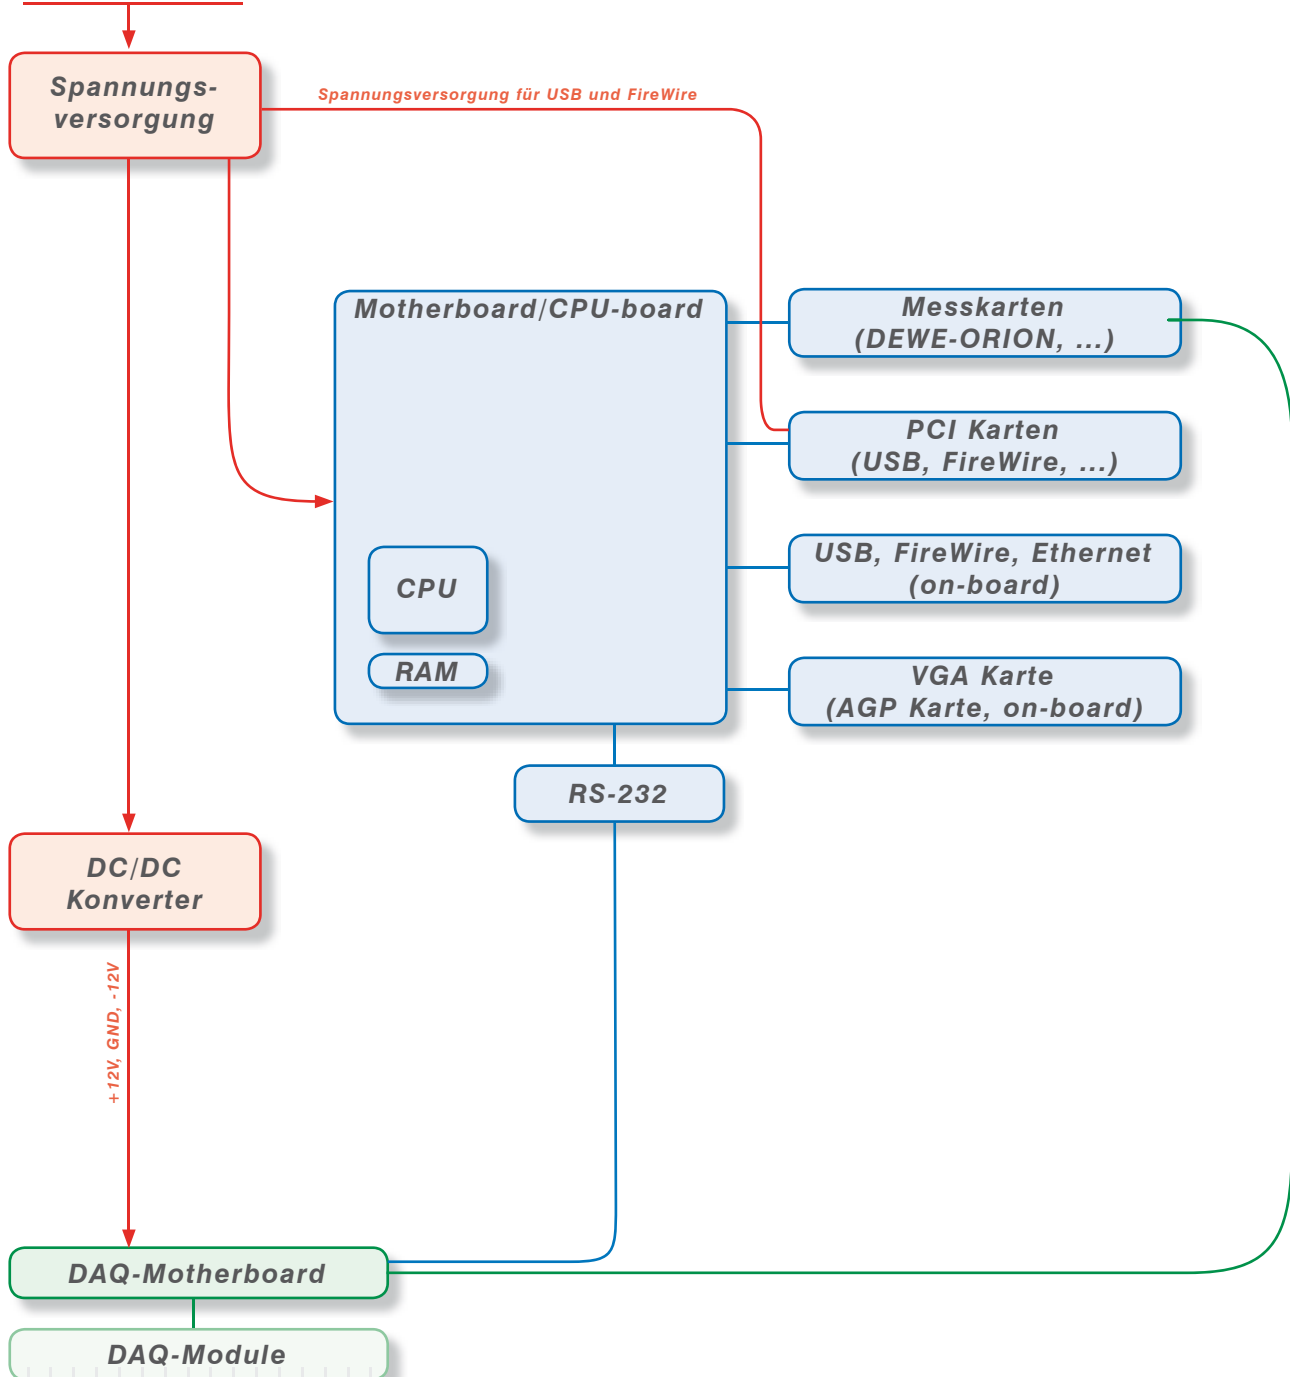 Spannungs-
versorgung
Spannungsversorgung für USB und FireWire
Motherboard/CPU-board
Messkarten
(DEWE-ORION, ...)
PCI Karten
(USB, FireWire, ...)
USB, FireWire, Ethernet
(on-board)
CPU
RAM
VGA Karte
(AGP Karte, on-board)
RS-232
DC/DC
Konverter
+12V, GND, -12V
DAQ-Motherboard
DAQ-Module